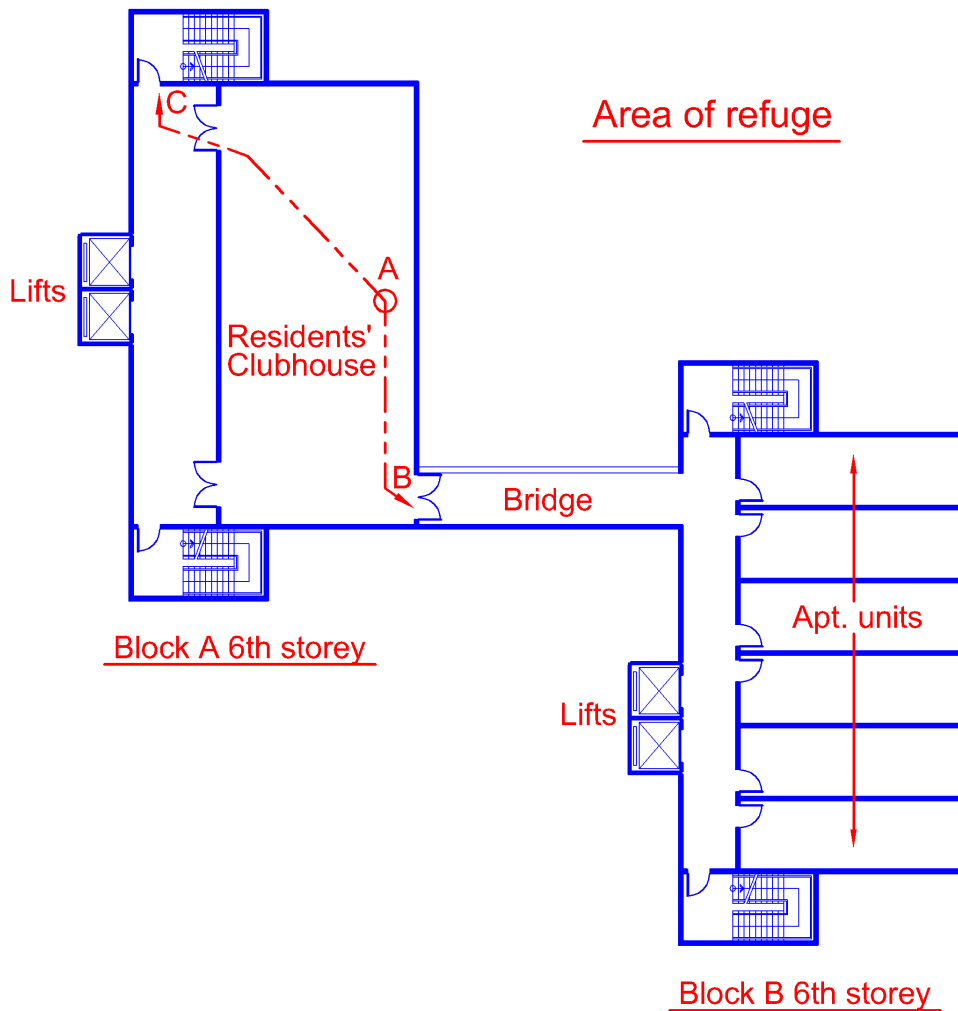 Area of refuge
C
A
Lifts
Residents'
Clubhouse
B
Bridge
Apt. units
Block A 6th storey
Lifts
Block B 6th storey